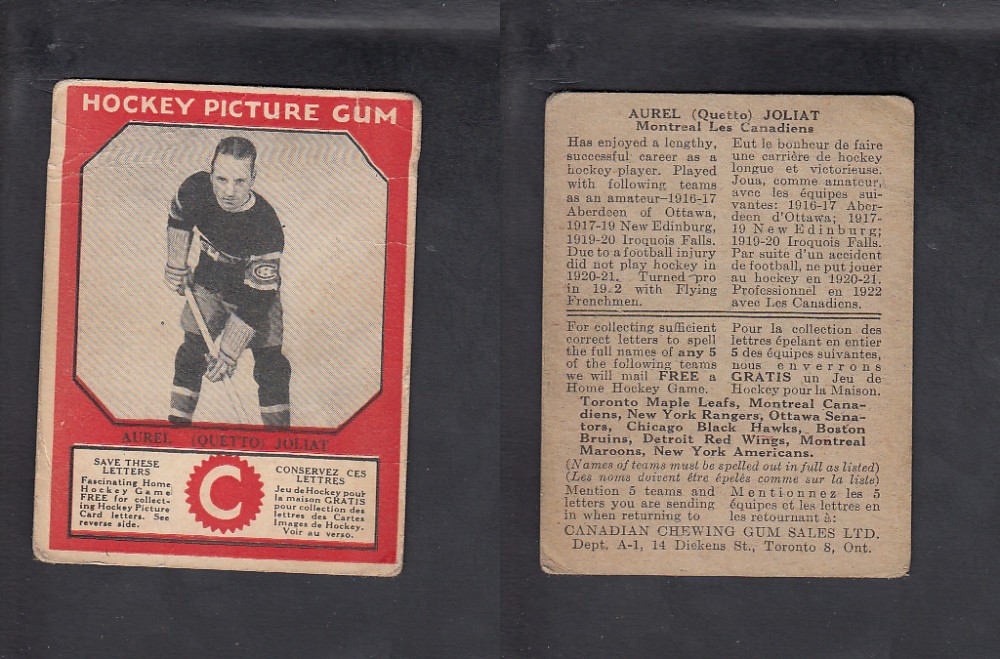 HOCKEY PICTURE GUM
AUREL (QUETTO) JOLIAT
SAVE THESE
LETTERS
Fascinating Home
Hockey Game
FREE for collect-
ing Hockey Picture
Card letters. See
reverse side.
C
CONSERVEZ CES
LETTRES
Jeu de Hockey pour
la maison GRATIS
pour collection des
lettres des Cartes
Images de Hockey.
Voir au verso.
AUREL (Quetto) JOLIAT
Montreal Les Canadiens
Has enjoyed a lengthy,
successful career as a
hockey player. Played
with following teams
as an amateur—1916-17
Aberdeen of Ottawa,
1917-19 New Edinburg,
1919-20 Iroquois Falls.
Due to a football injury
did not play hockey in
1920-21. Turned pro
in 19 2 with Flying
Frenchmen.
Eut le bonheur de faire
une carrière de hockey
longue et victorieuse.
Joua, comme amateur,
avec les équipes sui-
vantes: 1916-17 Aber-
deen d'Ottawa; 1917-
19 New Edinburg;
1919-20 Iroquois Falls.
Par suite d'un accident
de football, ne put jouer
au hockey en 1920-21.
Professionnel en 1922
avec Les Canadiens.
For collecting sufficient
correct letters to spell
the full names of any 5
of the following teams
we will mail FREE a
Home Hockey Game.
Pour la collection des
lettres épelant en entier
5 des équipes suivantes,
nous enverrons
GRATIS un Jeu de
Hockey pour la Maison.
Toronto Maple Leafs, Montreal Cana-
diens, New York Rangers, Ottawa Sena-
tors, Chicago Black Hawks, Boston
Bruins, Detroit Red Wings, Montreal
Maroons, New York Americans.
(Names of teams must be spelled out in full as listed)
(Les noms doivent être épelés comme sur la liste)
Mention 5 teams and
letters you are sending
in when returning to
Mentionnez les 5
équipes et les lettres en
les retournant à:
CANADIAN CHEWING GUM SALES LTD.
Dept. A-1, 14 Dickens St., Toronto 8, Ont.